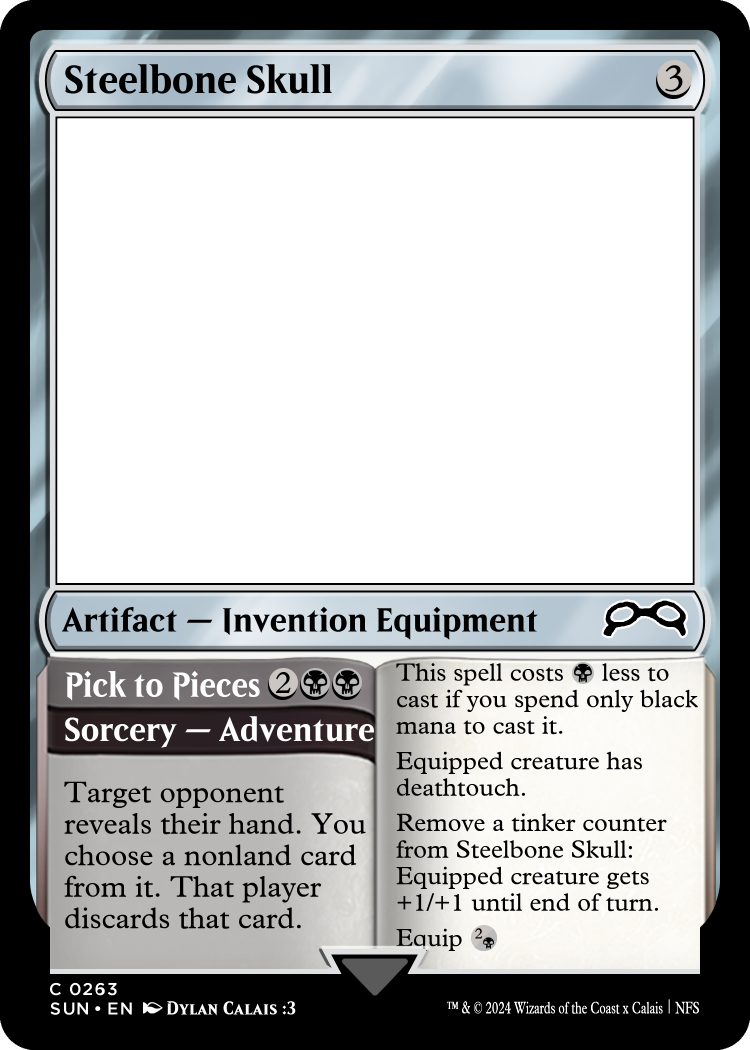 Steelbone Skull 3
Artifact — Invention Equipment
Pick to Pieces 2
Sorcery — Adventure
Target opponent
reveals their hand. You
choose a nonland card
from it. That player
discards that card.
This spell costs less to
cast if you spend only black
mana to cast it.
Equipped creature has
deathtouch.
Remove a tinker counter
from Steelbone Skull:
Equipped creature gets
+1/+1 until end of turn.
Equip 2
C 0263
SUN • EN Dylan Calais :3
™ & © 2024 Wizards of the Coast x Calais | NFS